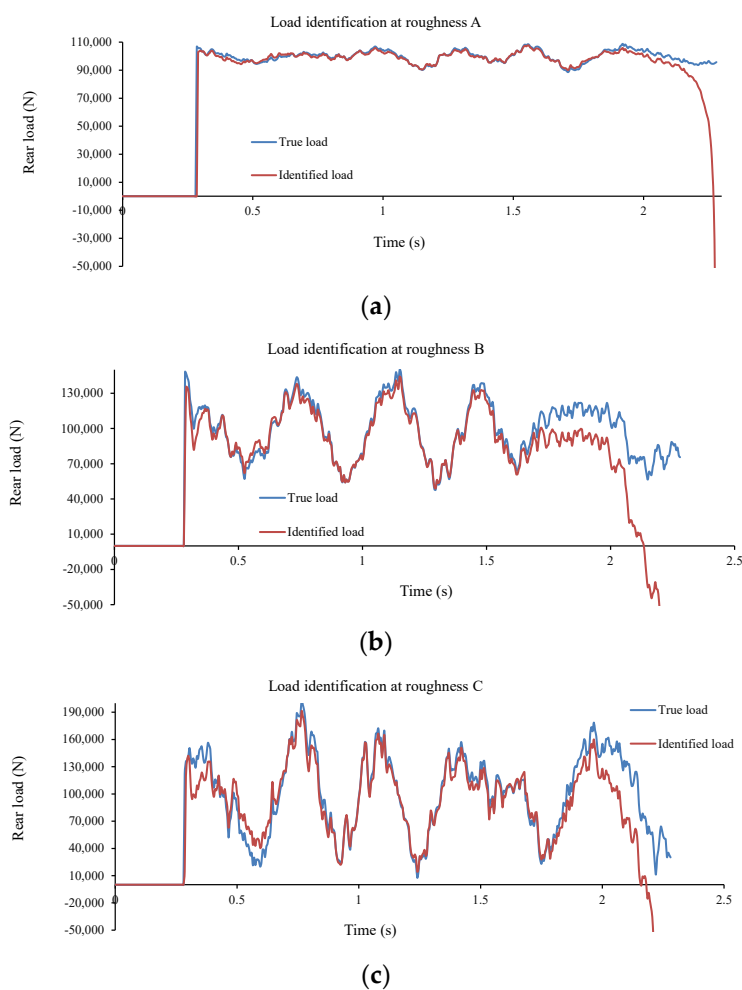 Load identification at roughness A
110,000
90,000
70,000
50,000
30,000
10,000
-10,000
-30,000
-50,000
Rear load (N)
True load
Identified load
0
0.5
1
1.5
2
Time (s)
(a)
Load identification at roughness B
130,000
100,000
70,000
40,000
10,000
-20,000
-50,000
Rear load (N)
True load
Identified load
0
0.5
1
1.5
2
2.5
Time (s)
(b)
Load identification at roughness C
190,000
160,000
130,000
100,000
70,000
40,000
10,000
-20,000
-50,000
Rear load (N)
True load
Identified load
0
0.5
1
1.5
2
2.5
Time (s)
(c)